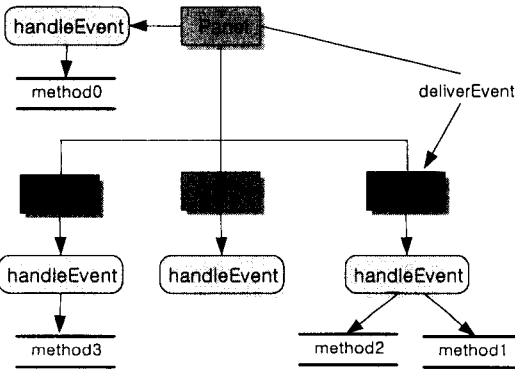 handleEvent
Panel
method0
deliverEvent
handleEvent
handleEvent
handleEvent
method3
method2
method1